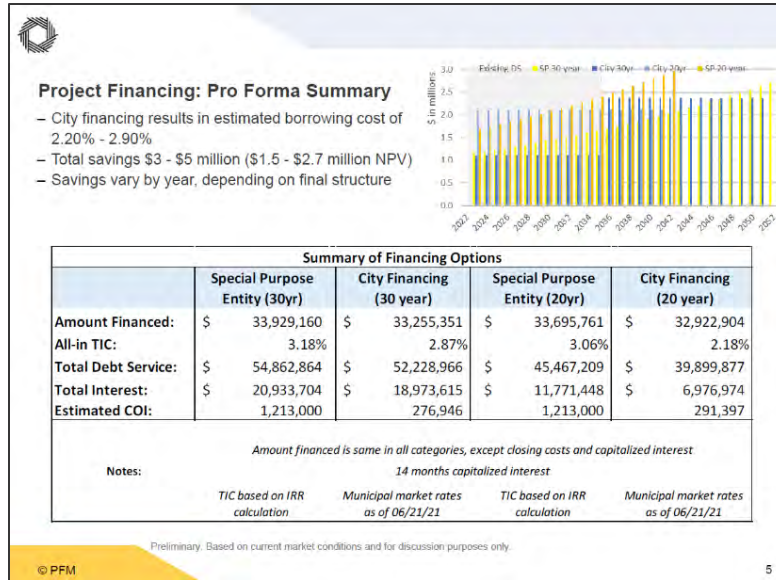 Project Financing: Pro Forma Summary
– City financing results in estimated borrowing cost of
2.20% - 2.90%
– Total savings $3 - $5 million ($1.5 - $2.7 million NPV)
– Savings vary by year, depending on final structure
$ in millions
3.0
2.5
2.0
1.5
1.0
0.5
0.0
Existing DS SP 30 year City 30yr City 20yr SP 20 year
2022 2024 2026 2028 2030 2032 2034 2036 2038 2040 2042 2044 2046 2048 2050 2052
Summary of Financing Options
Special Purpose City Financing Special Purpose City Financing
Entity (30yr) (30 year) Entity (20yr) (20 year)
Amount Financed: $ 33,929,160 $ 33,255,351 $ 33,695,761 $ 32,922,904
All-in TIC: 3.18% 2.87% 3.06% 2.18%
Total Debt Service: $ 54,862,864 $ 52,228,966 $ 45,467,209 $ 39,899,877
Total Interest: $ 20,933,704 $ 18,973,615 $ 11,771,448 $ 6,976,974
Estimated COI: 1,213,000 276,946 1,213,000 291,397
Amount financed is same in all categories, except closing costs and capitalized interest
Notes: 14 months capitalized interest
TIC based on IRR Municipal market rates TIC based on IRR Municipal market rates
calculation as of 06/21/21 calculation as of 06/21/21
Preliminary. Based on current market conditions and for discussion purposes only.
© PFM 5